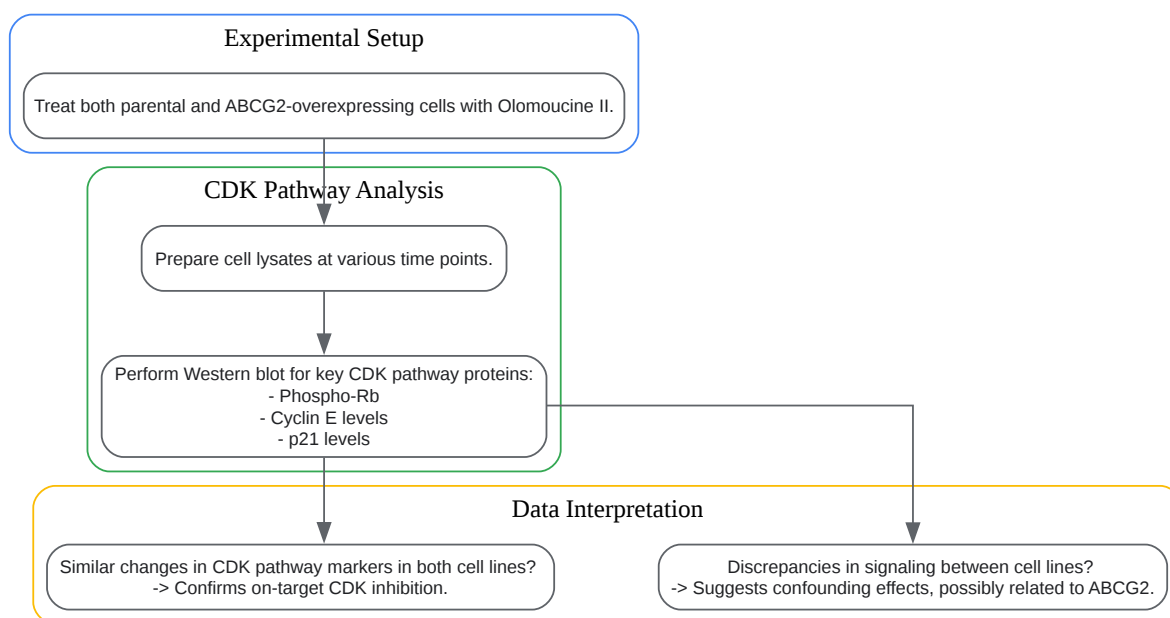 Experimental Setup
Treat both parental and ABCG2-overexpressing cells with Olomoucine II.
CDK Pathway Analysis
Prepare cell lysates at various time points.
Perform Western blot for key CDK pathway proteins:
- Phospho-Rb
- Cyclin E levels
- p21 levels
Data Interpretation
Similar changes in CDK pathway markers in both cell lines?
-> Confirms on-target CDK inhibition.
Discrepancies in signaling between cell lines?
-> Suggests confounding effects, possibly related to ABCG2.